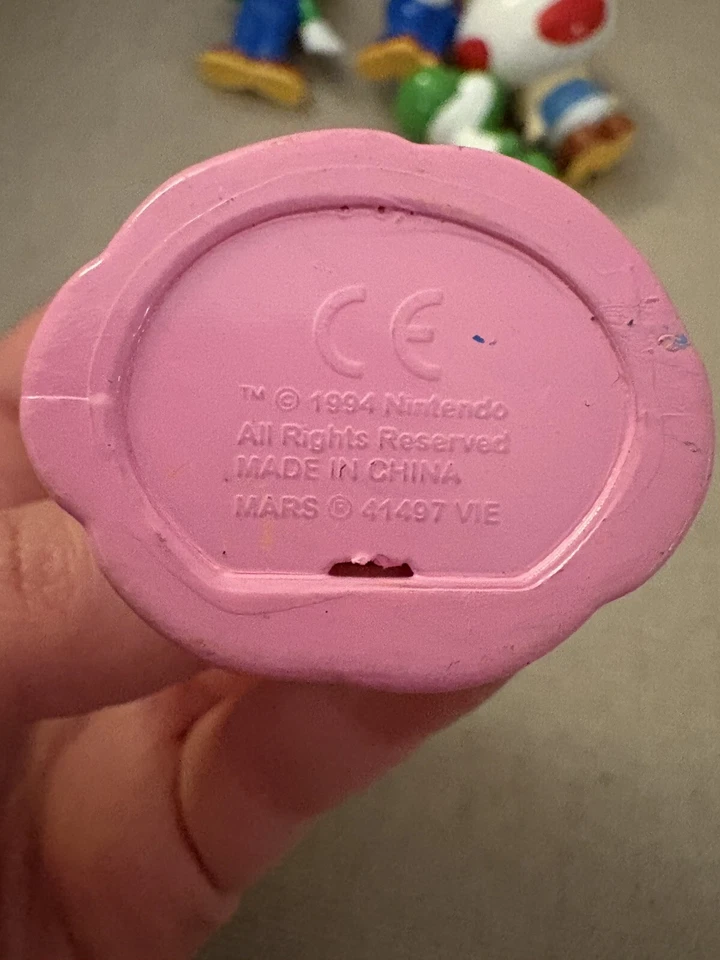 CE
™ © 1994 Nintendo
All Rights Reserved
MADE IN CHINA
MARS ® 41497 VIE